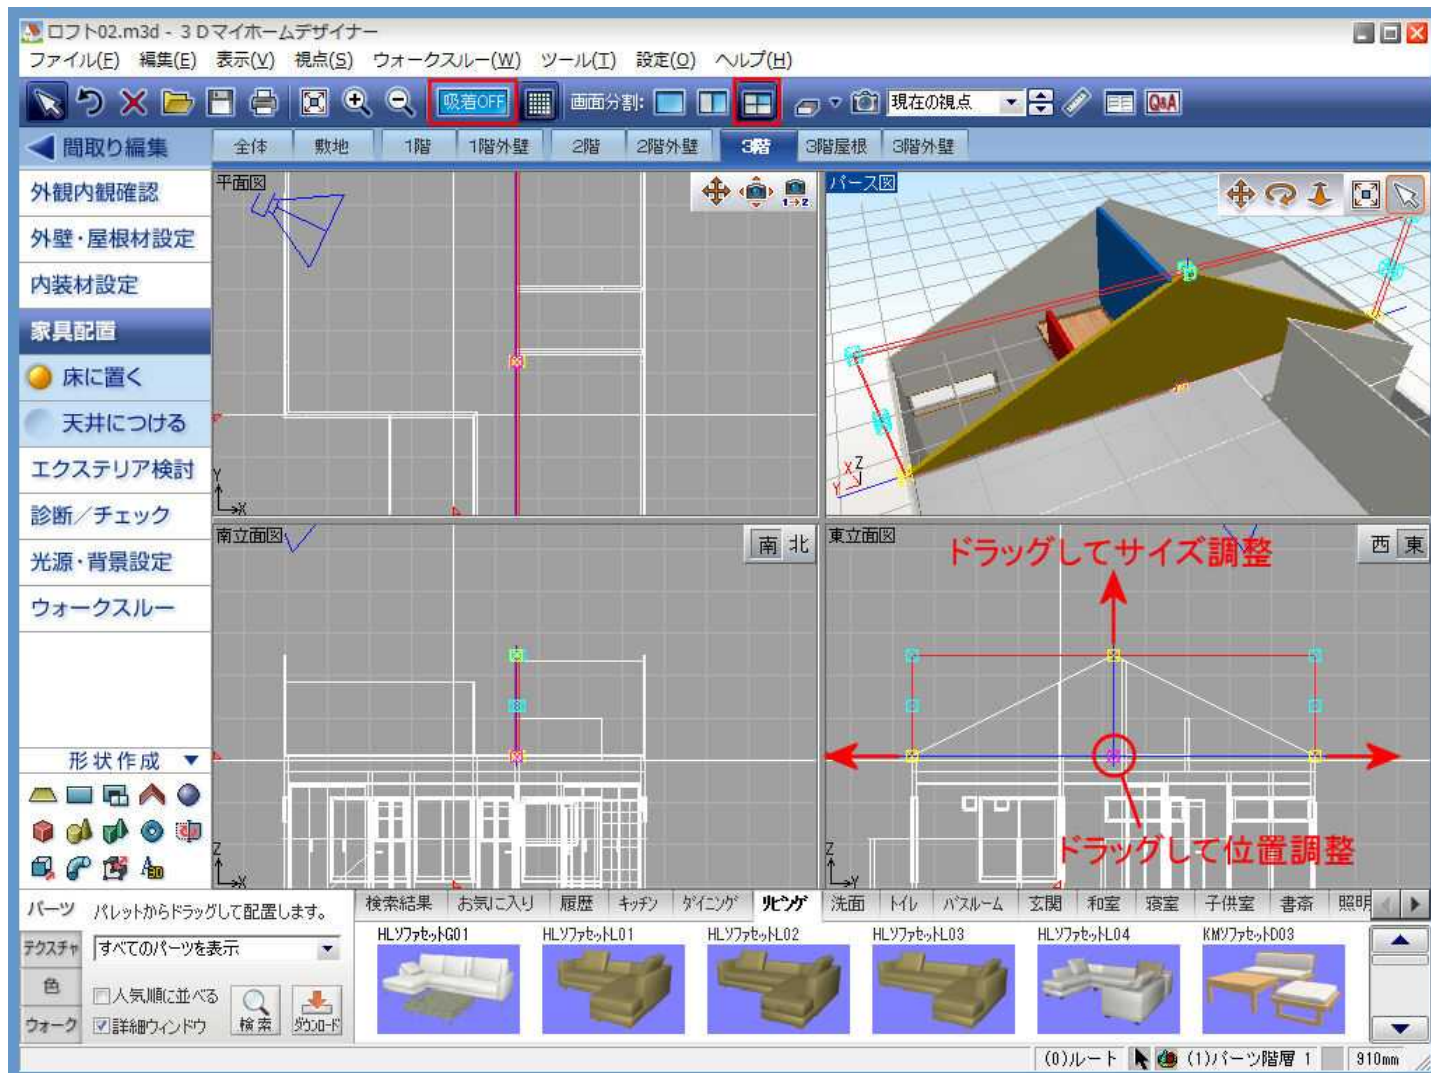 ロフト02.m3d - 3Dマイホームデザイナー
ファイル(F) 編集(E) 表示(V) 視点(S) ウォークスルー(W) ツール(T) 設定(O) ヘルプ(H)
吸着OFF 画面分割: 現在の視点 Q&A
間取り編集 全体 敷地 1階 1階外壁 2階 2階外壁 3階 3階屋根 3階外壁
外観内観確認
外壁・屋根材設定
内装材設定
家具配置
床に置く
天井につける
エクステリア検討
診断/チェック
光源・背景設定
ウォークスルー
形状作成
平面図
1→2
Y
X
パース図
X Z
Y
南立面図
南 北
Z
X
東立面図
西 東
ドラッグしてサイズ調整
ドラッグして位置調整
Z
Y
3D
パーツ
テクスチャ
色
ウォーク
パレットからドラッグして配置します。
すべてのパーツを表示
人気順に並べる
詳細ウィンドウ
検索
ダウンロード
検索結果 お気に入り 履歴 キッチン ダイニング リビング 洗面 トイレ バスルーム 玄関 和室 寝室 子供室 書斎 照明
HLソファセットG01 HLソファセットL01 HLソファセットL02 HLソファセットL03 HLソファセットL04 KMソファセットD03
(0)ルート (1)パーツ階層 1 910mm